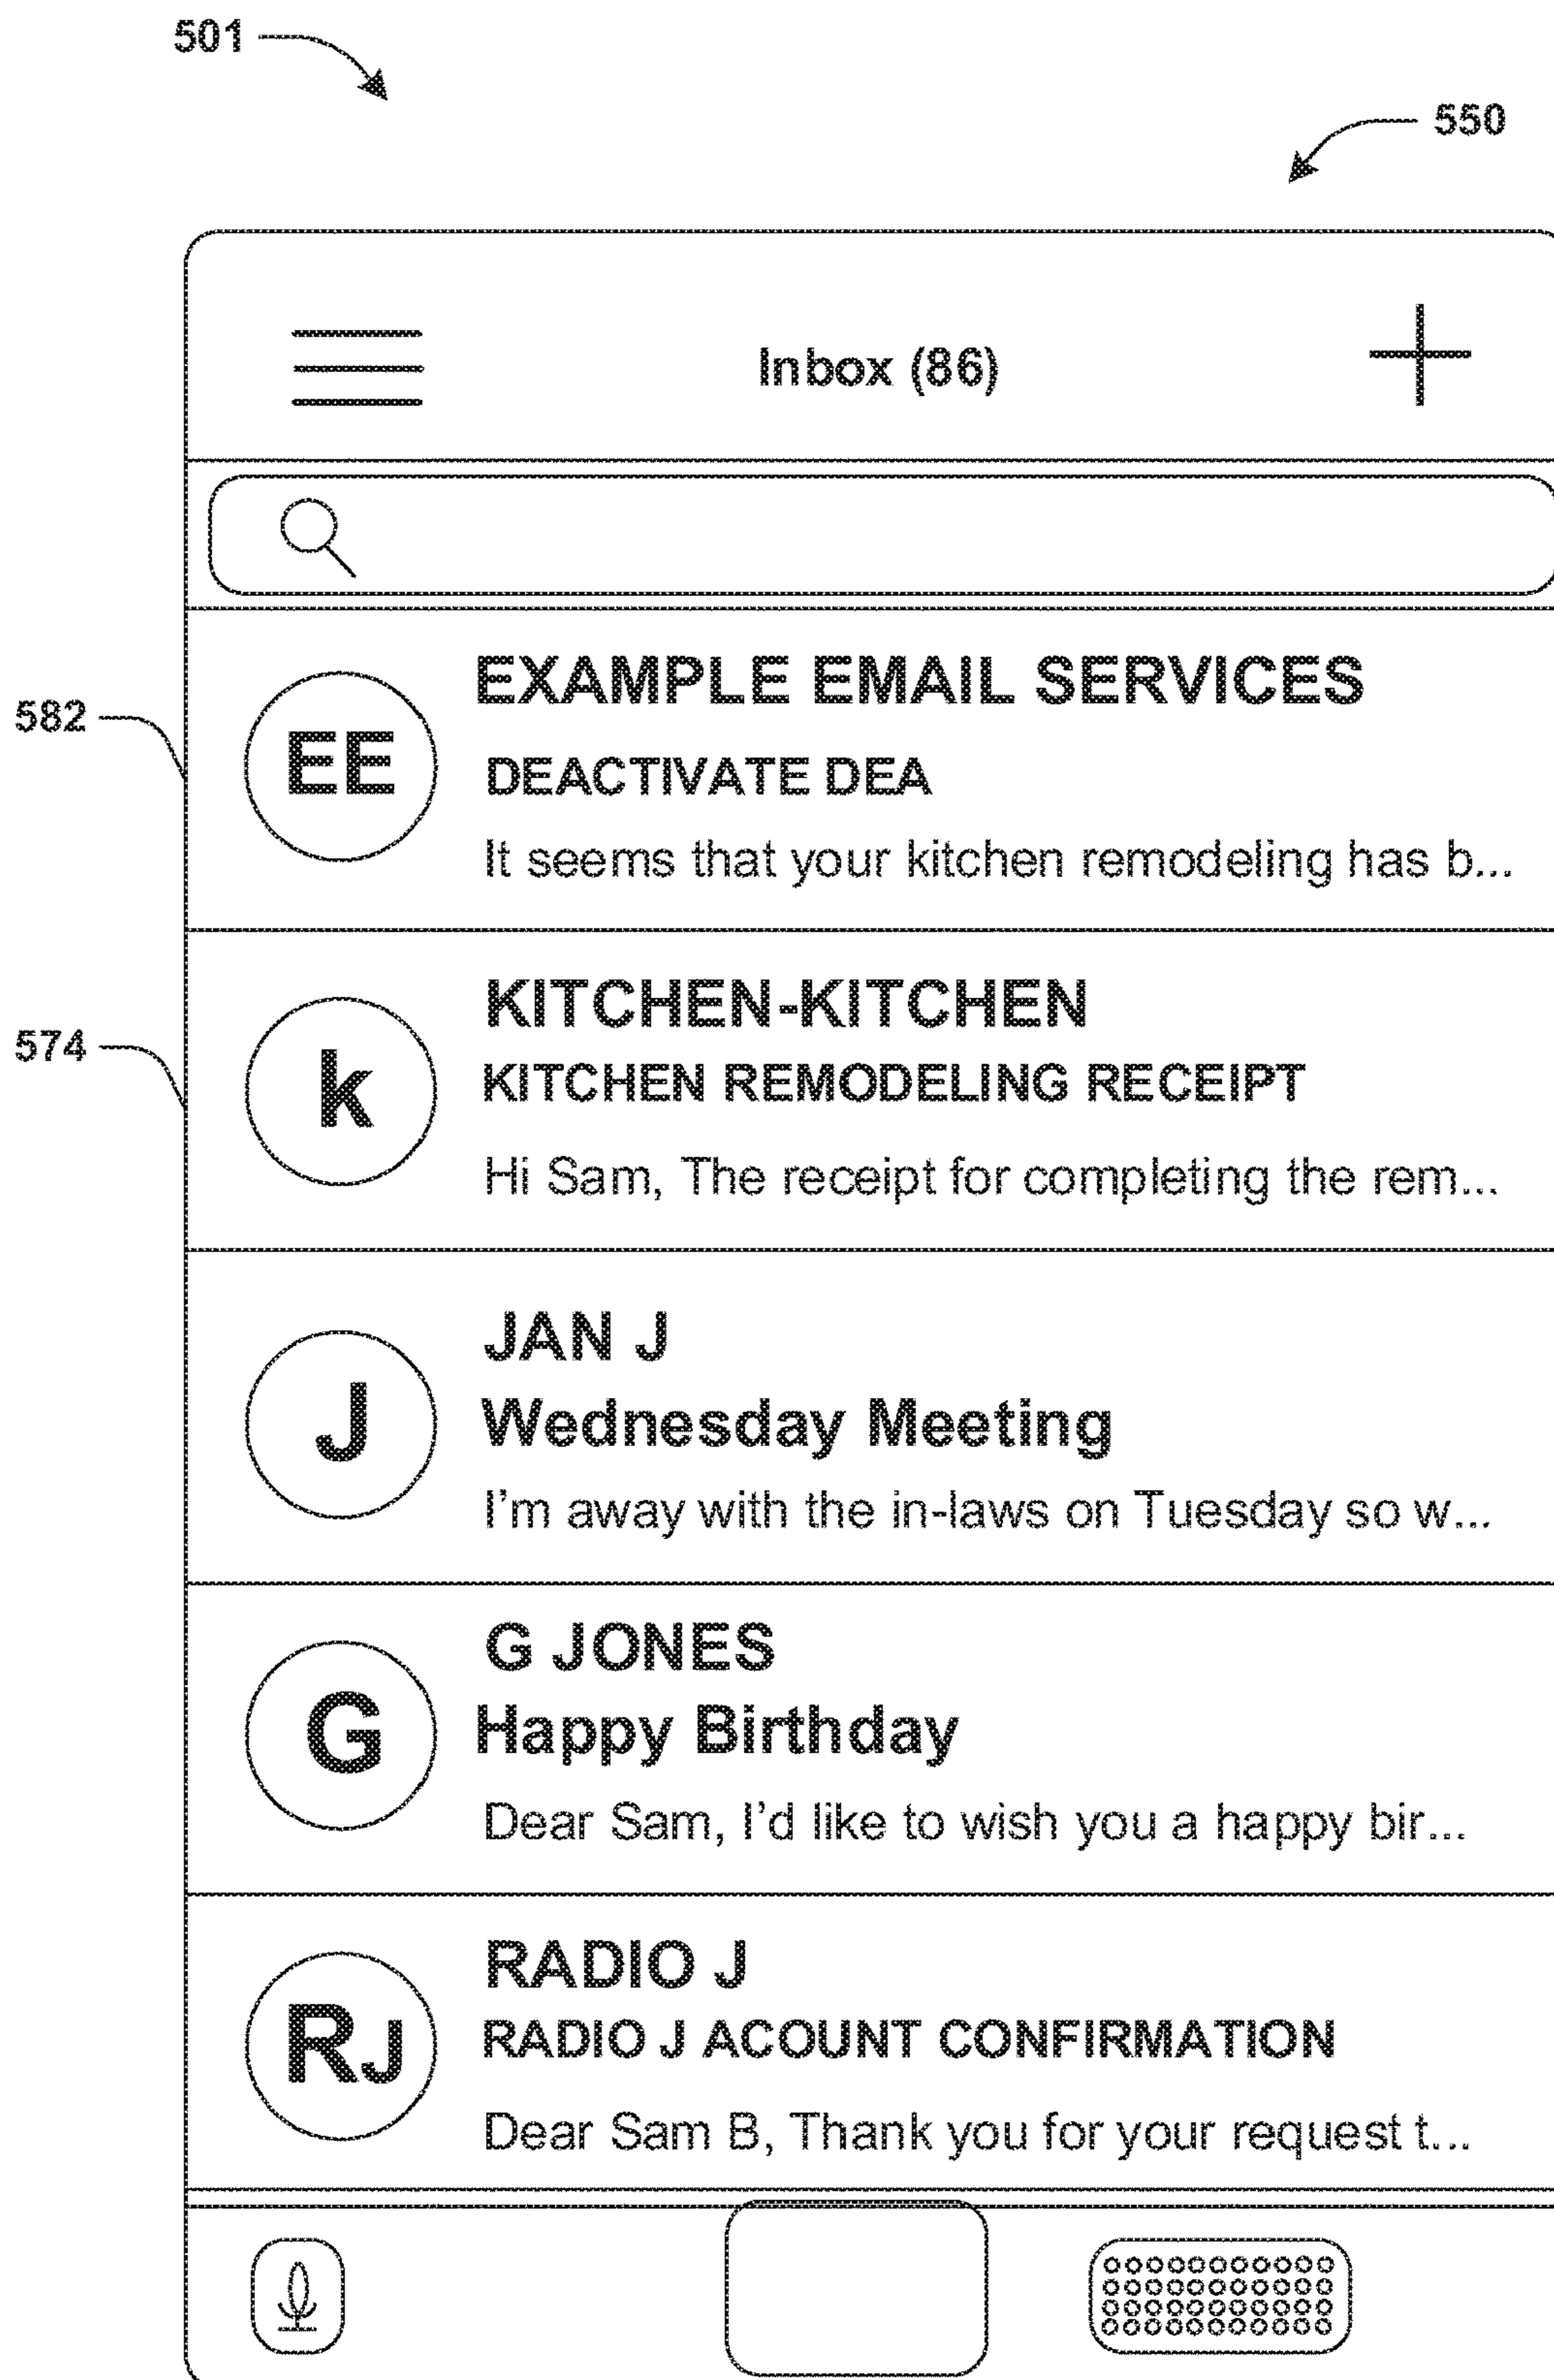 501
550
Inbox (86)
582
EE
EXAMPLE EMAIL SERVICES
DEACTIVATE DEA
It seems that your kitchen remodeling has b...
574
k
KITCHEN-KITCHEN
KITCHEN REMODELING RECEIPT
Hi Sam, The receipt for completing the rem...
J
JAN J
Wednesday Meeting
I'm away with the in-laws on Tuesday so w...
G
G JONES
Happy Birthday
Dear Sam, I'd like to wish you a happy bir...
RJ
RADIO J
RADIO J ACOUNT CONFIRMATION
Dear Sam B, Thank you for your request t...